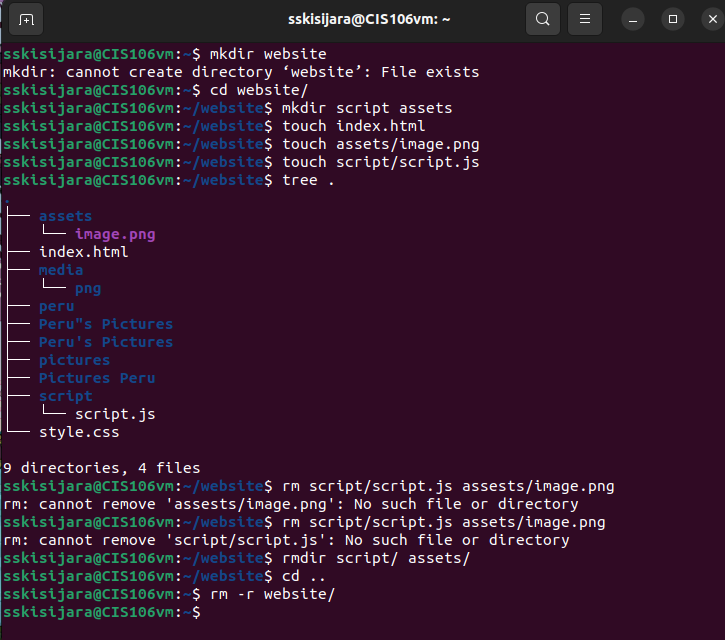 sskisijara@CIS106vm: ~
sskisijara@CIS106vm:~$ mkdir website
mkdir: cannot create directory ‘website’: File exists
sskisijara@CIS106vm:~$ cd website/
sskisijara@CIS106vm:~/website$ mkdir script assets
sskisijara@CIS106vm:~/website$ touch index.html
sskisijara@CIS106vm:~/website$ touch assets/image.png
sskisijara@CIS106vm:~/website$ touch script/script.js
sskisijara@CIS106vm:~/website$ tree .
.
├── assets
│   └── image.png
├── index.html
├── media
│   └── png
├── peru
├── Peru"s Pictures
├── Peru's Pictures
├── pictures
├── Pictures Peru
├── script
│   └── script.js
└── style.css
9 directories, 4 files
sskisijara@CIS106vm:~/website$ rm script/script.js assests/image.png
rm: cannot remove 'assests/image.png': No such file or directory
sskisijara@CIS106vm:~/website$ rm script/script.js assets/image.png
rm: cannot remove 'script/script.js': No such file or directory
sskisijara@CIS106vm:~/website$ rmdir script/ assets/
sskisijara@CIS106vm:~/website$ cd ..
sskisijara@CIS106vm:~$ rm -r website/
sskisijara@CIS106vm:~$